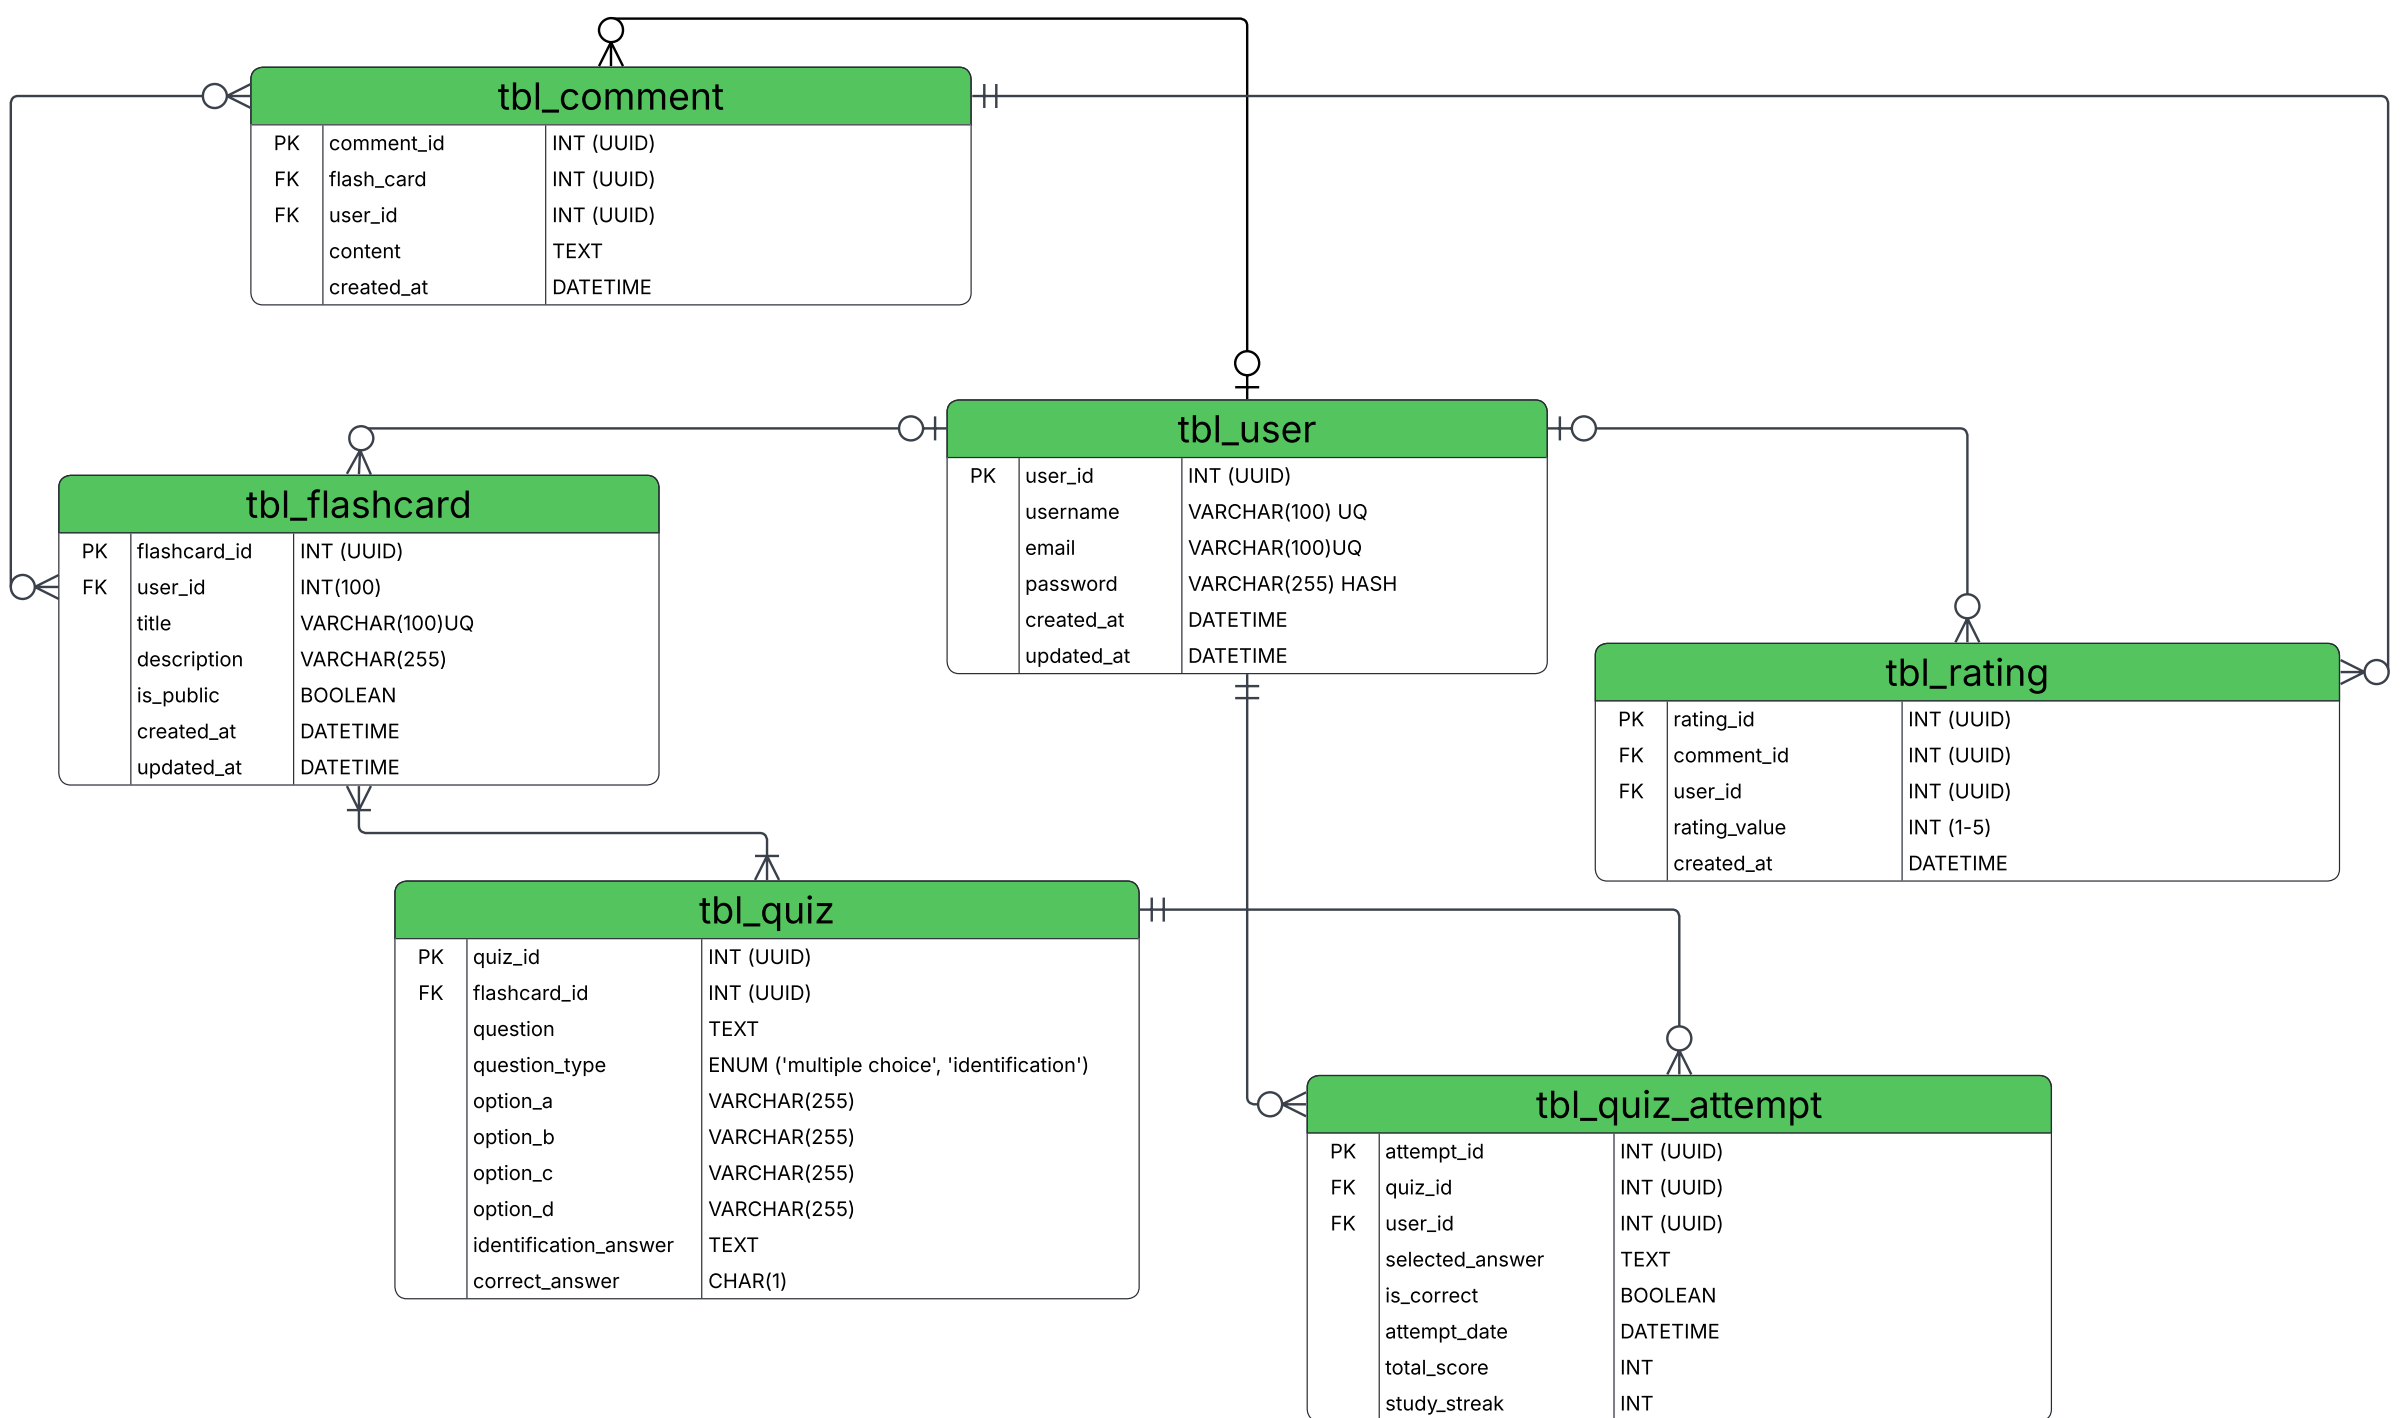 tbl_comment
PK comment_id INT (UUID)
FK flash_card INT (UUID)
FK user_id INT (UUID)
content TEXT
created_at DATETIME
tbl_user
PK user_id INT (UUID)
username VARCHAR(100) UQ
email VARCHAR(100)UQ
password VARCHAR(255) HASH
created_at DATETIME
updated_at DATETIME
tbl_flashcard
PK flashcard_id INT (UUID)
FK user_id INT(100)
title VARCHAR(100)UQ
description VARCHAR(255)
is_public BOOLEAN
created_at DATETIME
updated_at DATETIME
tbl_rating
PK rating_id INT (UUID)
FK comment_id INT (UUID)
FK user_id INT (UUID)
rating_value INT (1-5)
created_at DATETIME
tbl_quiz
PK quiz_id INT (UUID)
FK flashcard_id INT (UUID)
question TEXT
question_type ENUM ('multiple choice', 'identification')
option_a VARCHAR(255)
option_b VARCHAR(255)
option_c VARCHAR(255)
option_d VARCHAR(255)
identification_answer TEXT
correct_answer CHAR(1)
tbl_quiz_attempt
PK attempt_id INT (UUID)
FK quiz_id INT (UUID)
FK user_id INT (UUID)
selected_answer TEXT
is_correct BOOLEAN
attempt_date DATETIME
total_score INT
study_streak INT